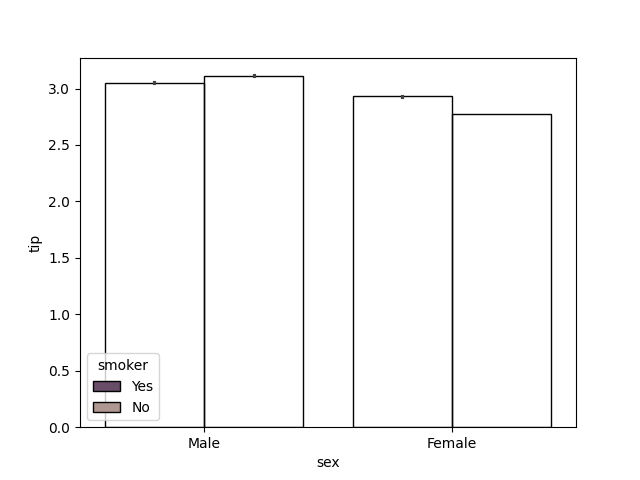 3.0
2.5
2.0
1.5
1.0
0.5
0.0
tip
smoker
Yes
No
Male
Female
sex